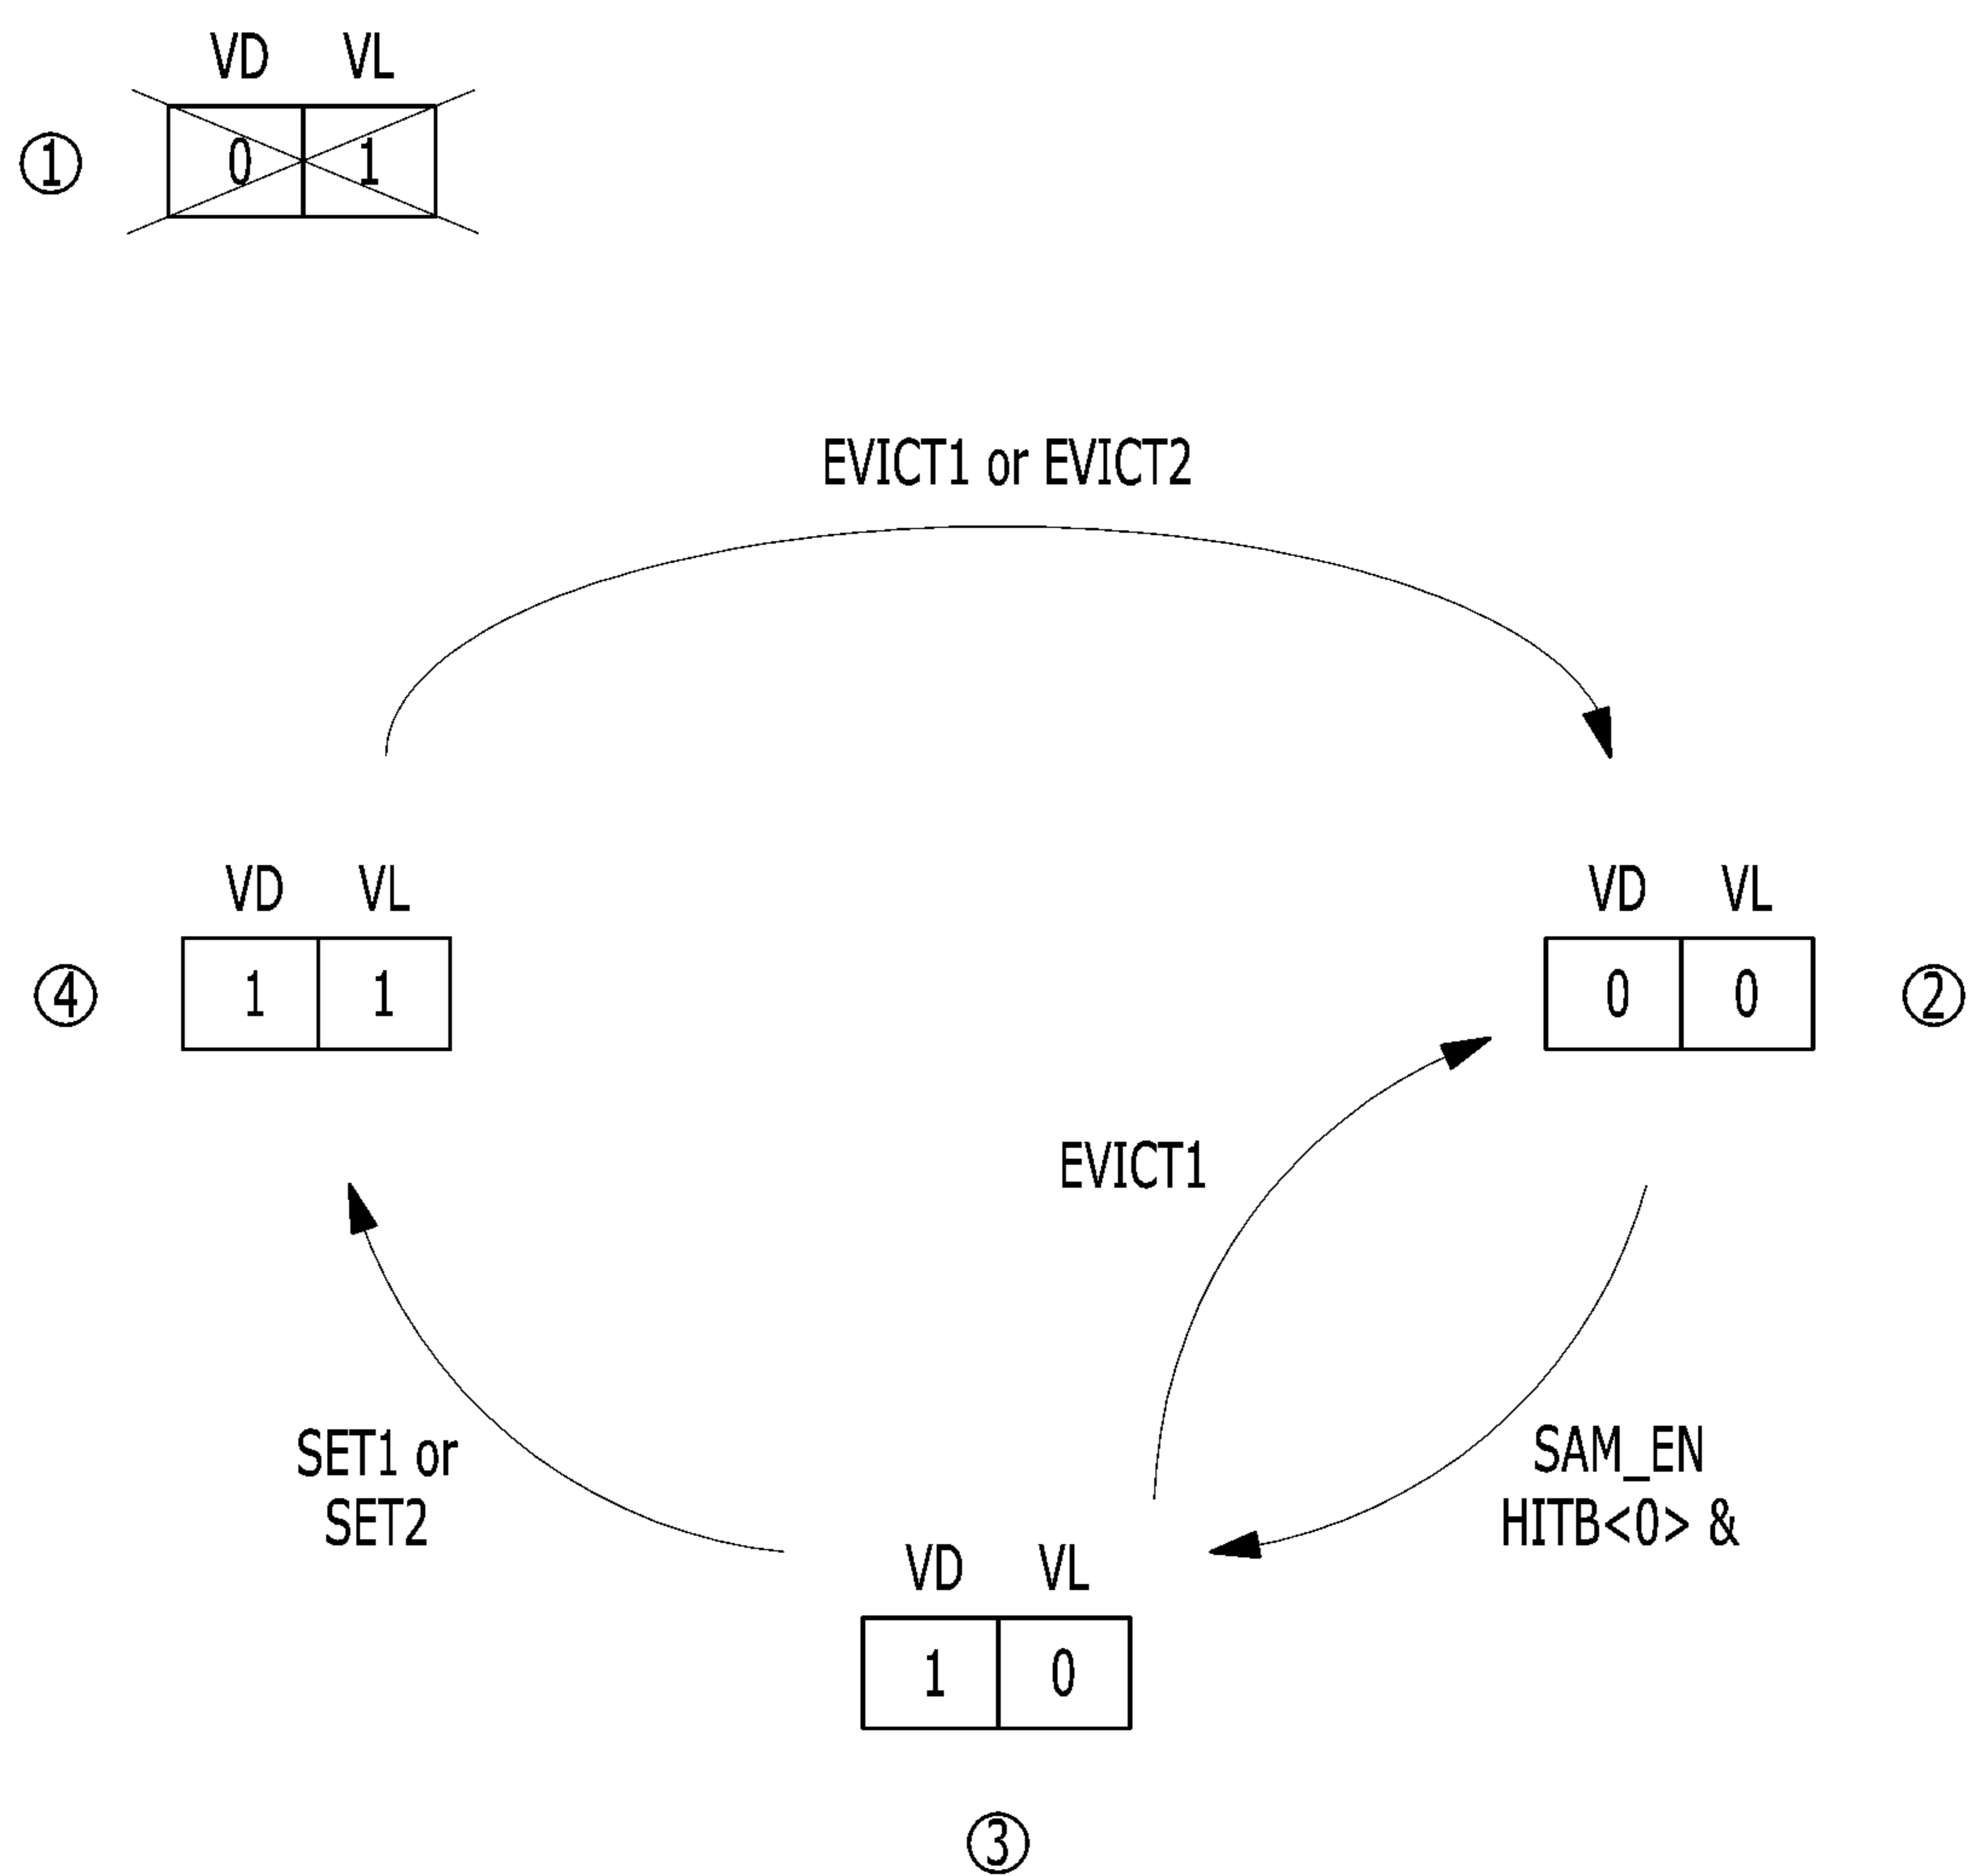 VD VL
① 0 1
EVICT1 or EVICT2
VD VL
④ 1 1
VD VL
0 0 ②
EVICT1
SET1 or
SET2
SAM_EN
HITB<0> &
VD VL
1 0
③